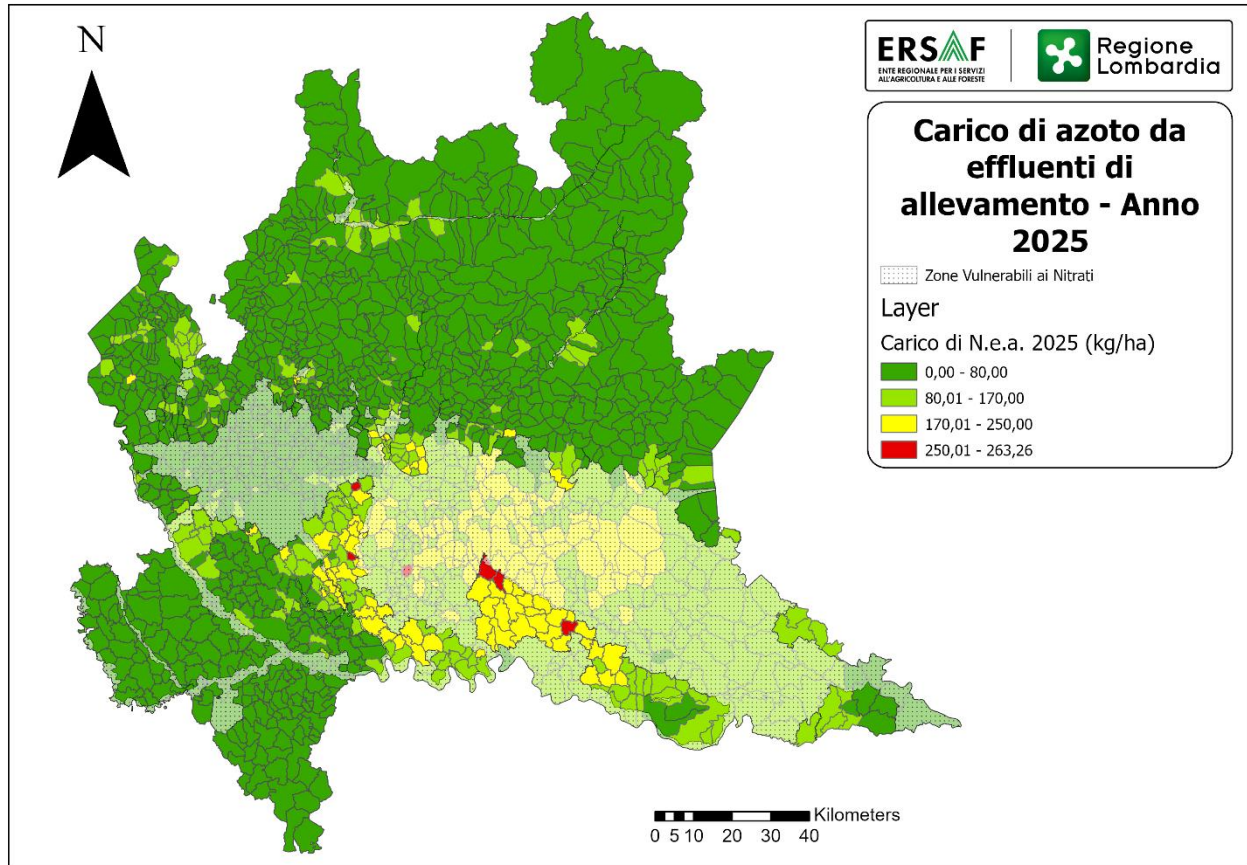 N
ERSAF
ENTE REGIONALE PER I SERVIZI
ALL'AGRICOLTURA E ALLE FORESTE
Regione
Lombardia
Carico di azoto da
effluenti di
allevamento - Anno
2025
Zone Vulnerabili ai Nitrati
Layer
Carico di N.e.a. 2025 (kg/ha)
0,00 - 80,00
80,01 - 170,00
170,01 - 250,00
250,01 - 263,26
Kilometers
0 5 10 20 30 40